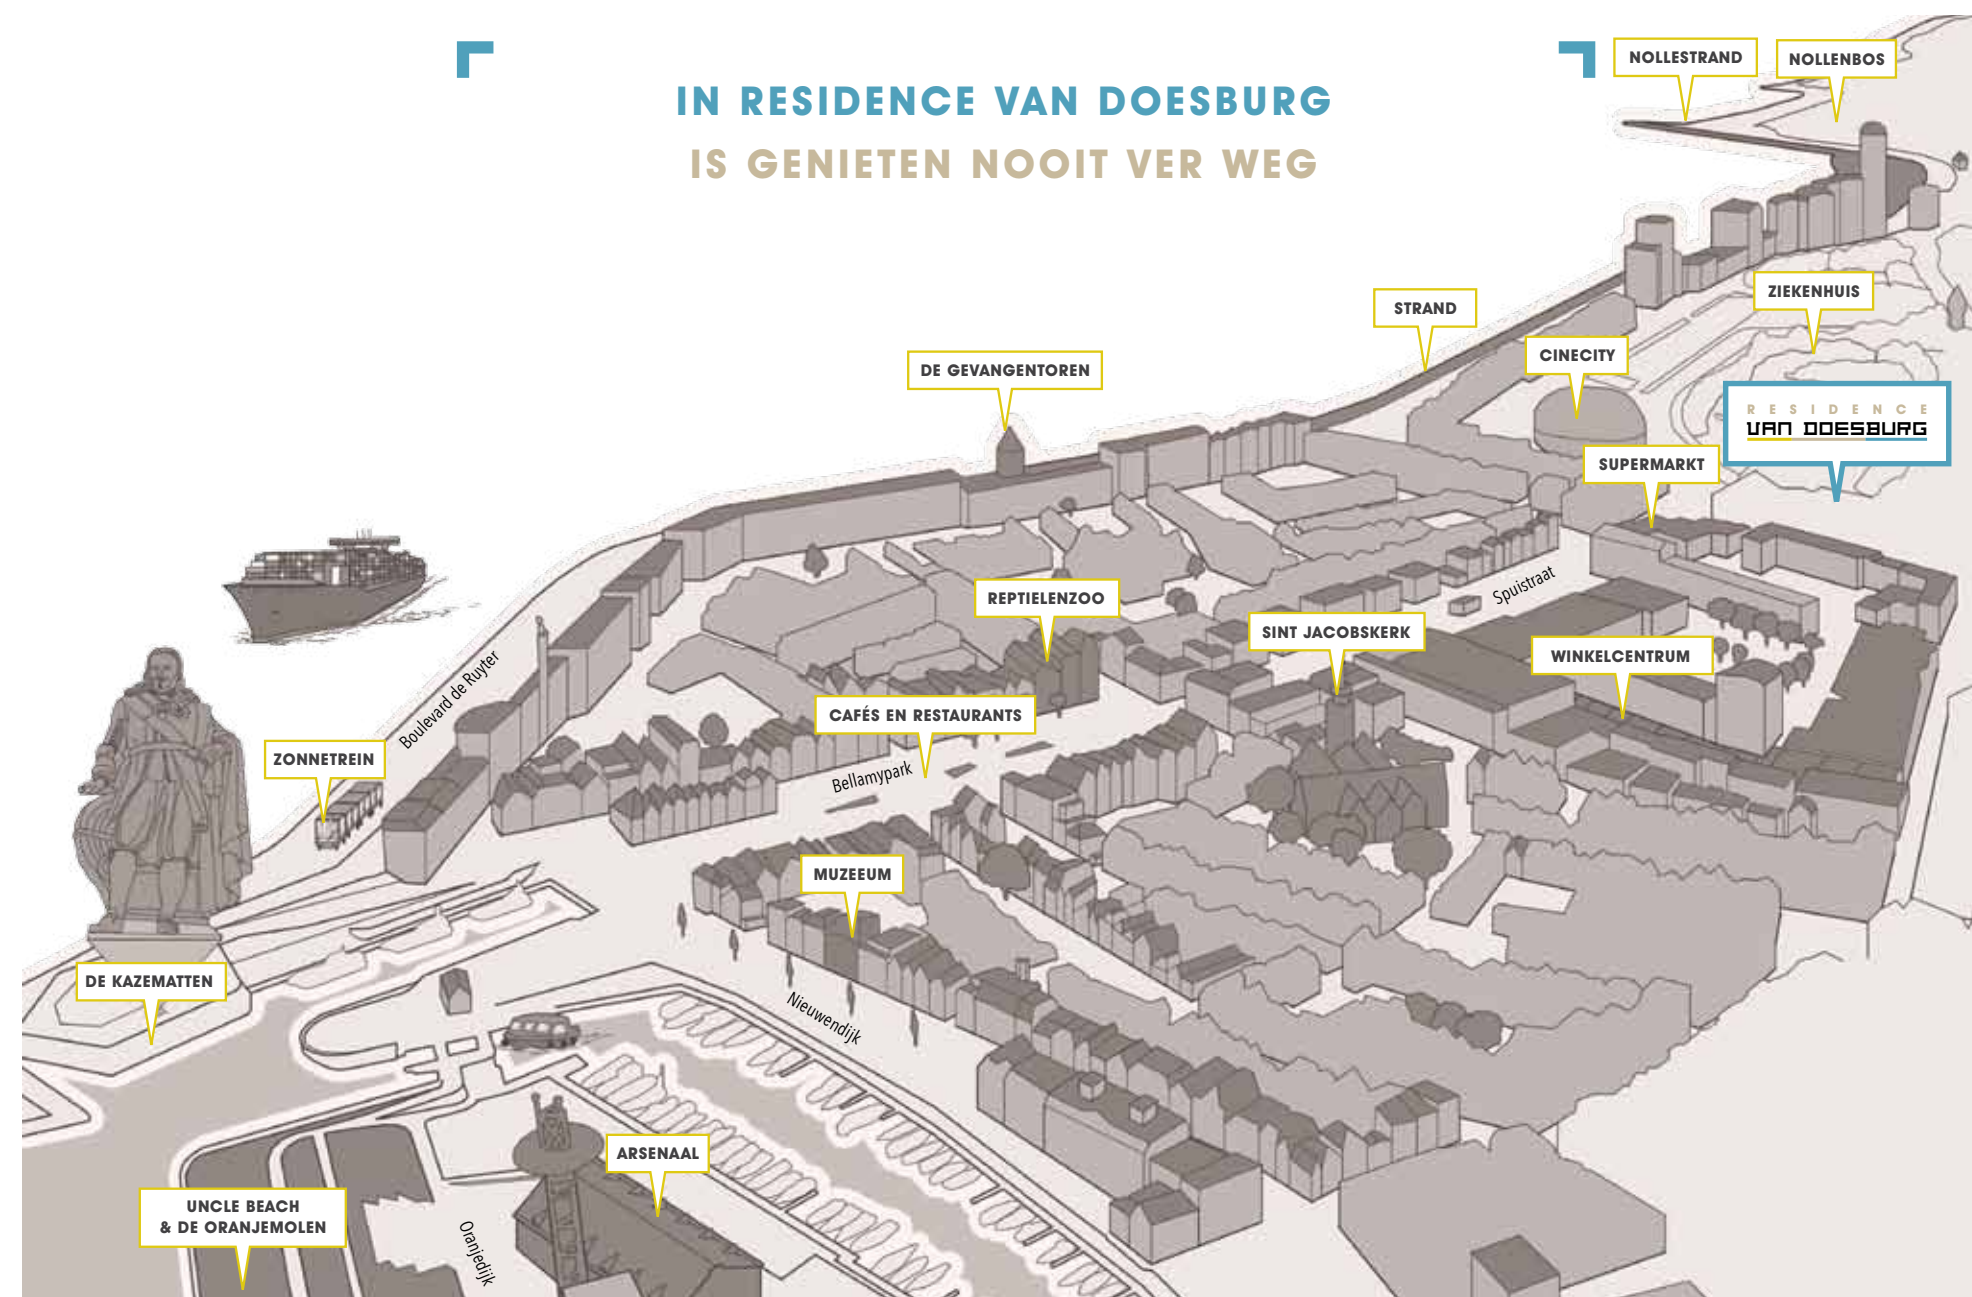 IN RESIDENCE VAN DOESBURG
IS GENIETEN NOOIT VER WEG
NOLLESTRAND
NOLLENBOS
ZIEKENHUIS
STRAND
CINECITY
DE GEVANGENTOREN
RESIDENCE
VAN DOESBURG
SUPERMARKT
REPTIELENZOO
Spuistraat
SINT JACOBSKERK
WINKELCENTRUM
Boulevard de Ruyter
CAFÉS EN RESTAURANTS
ZONNETREIN
Bellamypark
MUZEEUM
DE KAZEMATTEN
Nieuwendijk
ARSENAAL
UNCLE BEACH
& DE ORANJEMOLEN
Oranjedijk